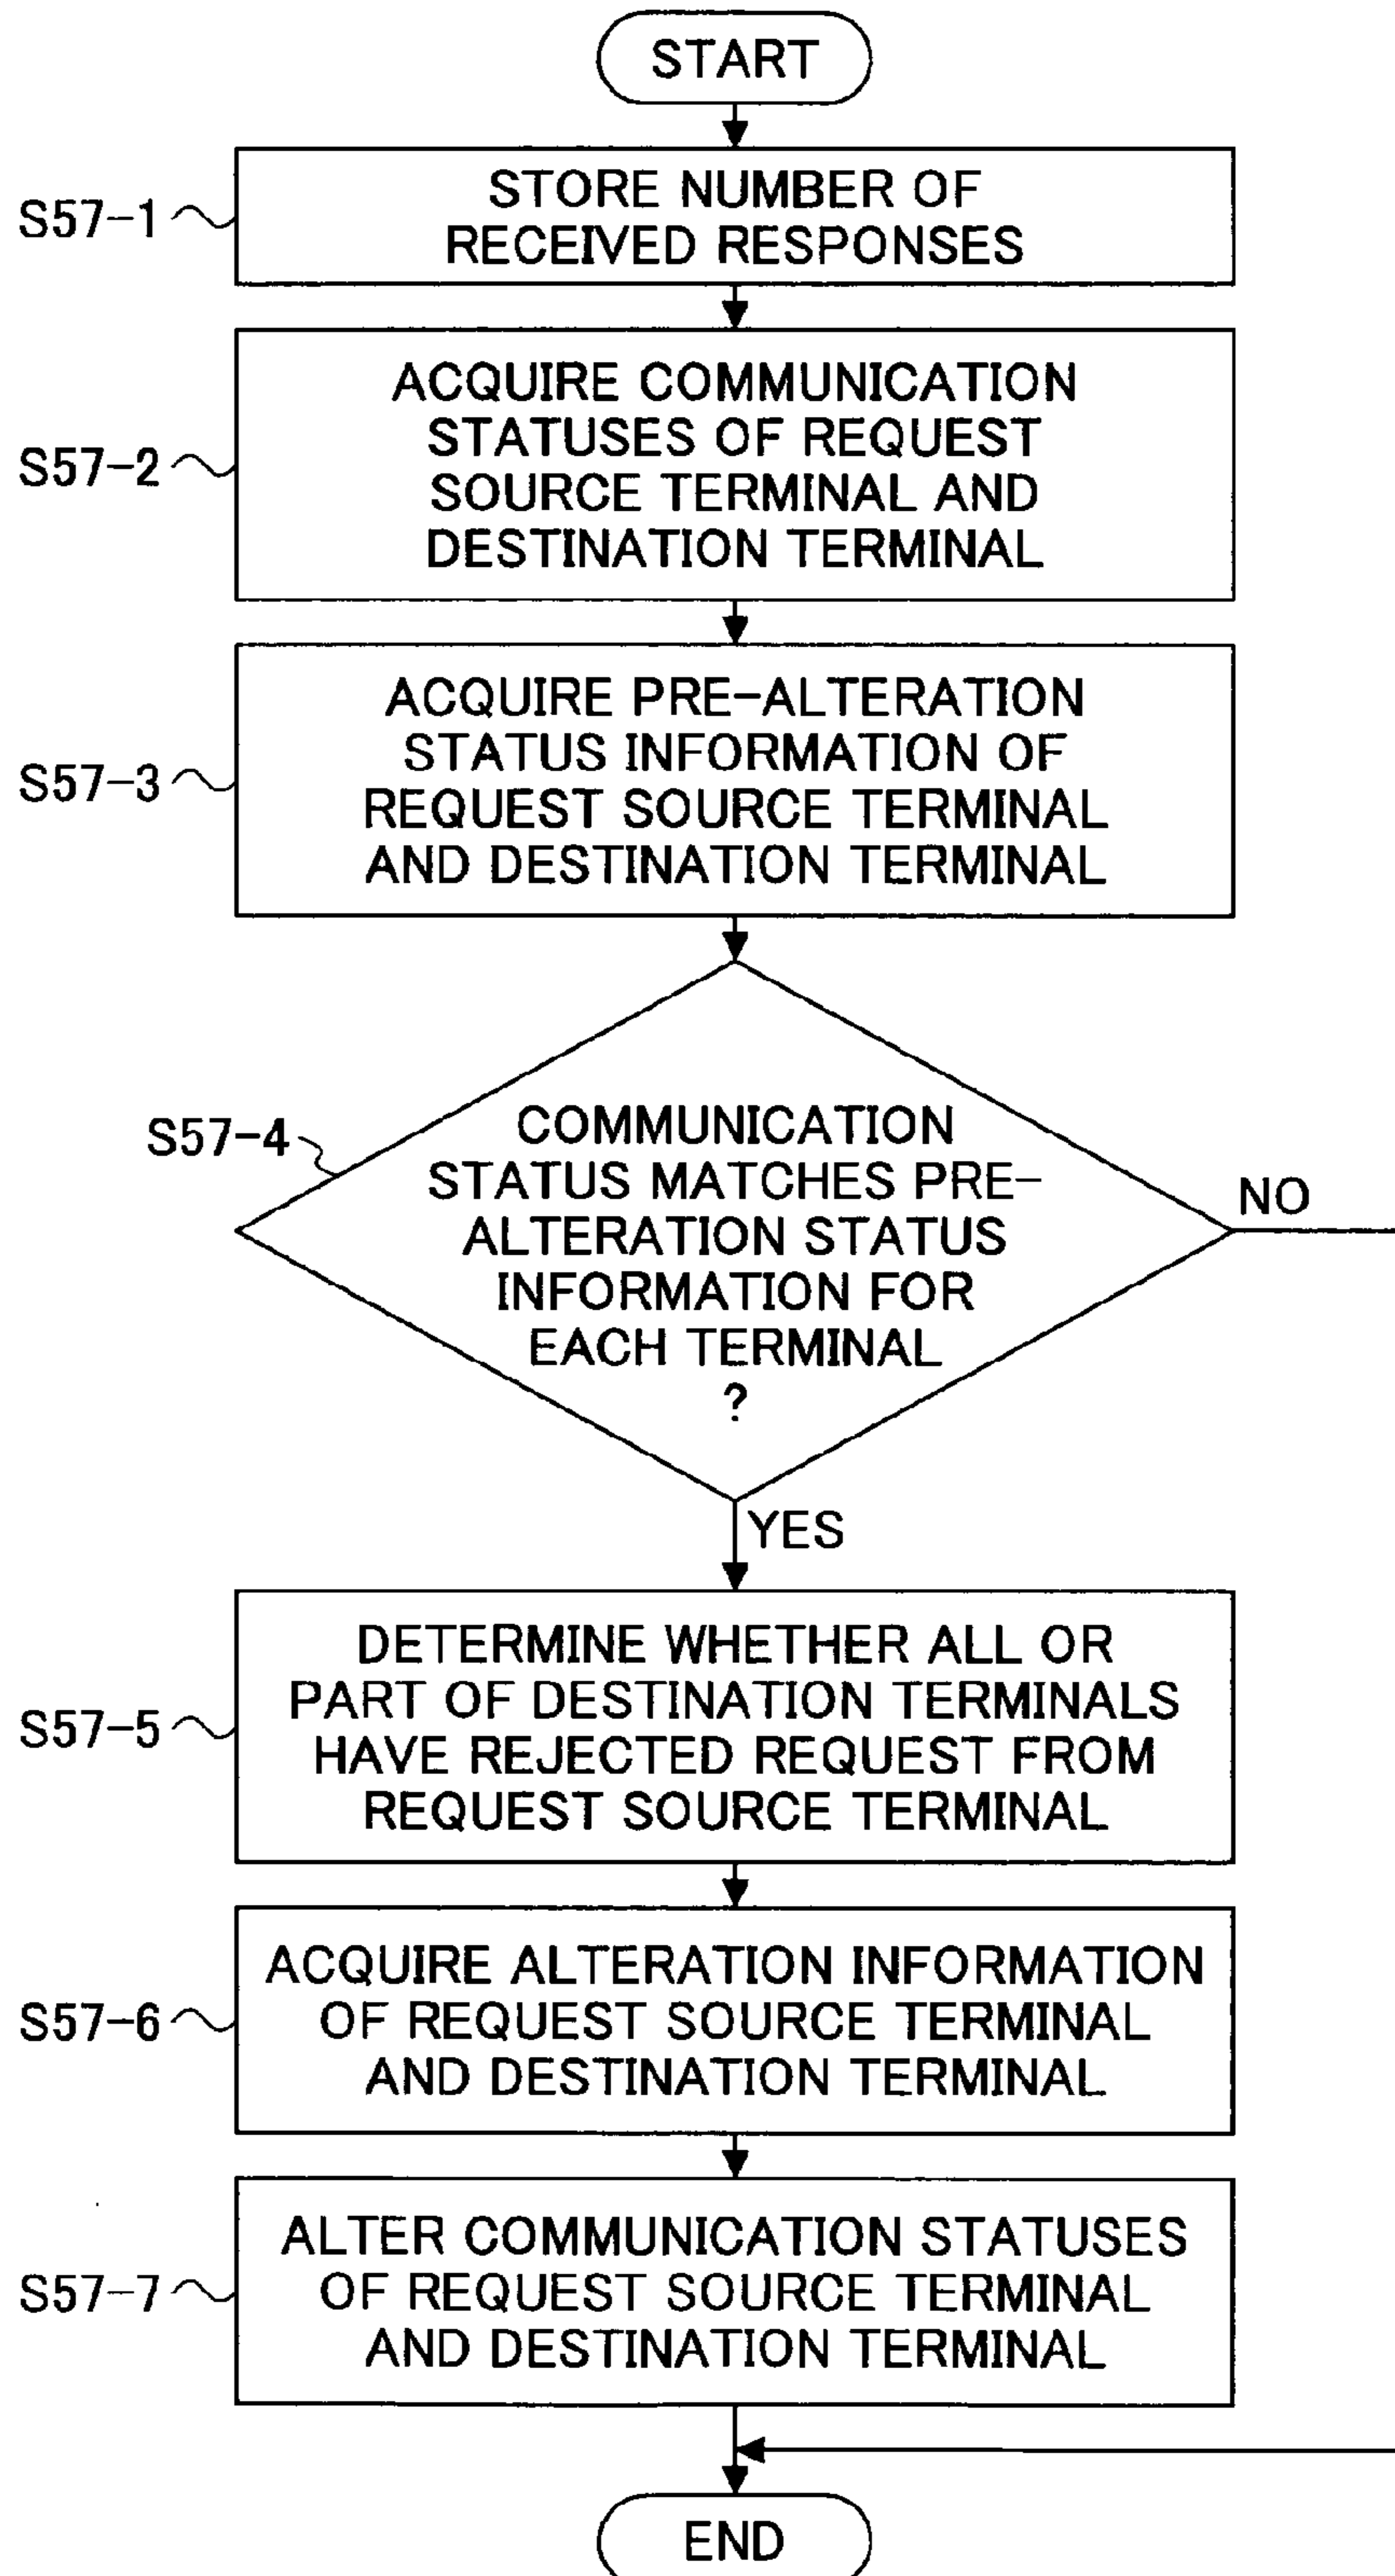 START
S57-1
STORE NUMBER OF
RECEIVED RESPONSES
S57-2
ACQUIRE COMMUNICATION
STATUSES OF REQUEST
SOURCE TERMINAL AND
DESTINATION TERMINAL
S57-3
ACQUIRE PRE-ALTERATION
STATUS INFORMATION OF
REQUEST SOURCE TERMINAL
AND DESTINATION TERMINAL
S57-4
COMMUNICATION
STATUS MATCHES PRE-
ALTERATION STATUS
INFORMATION FOR
EACH TERMINAL
?
NO
YES
S57-5
DETERMINE WHETHER ALL OR
PART OF DESTINATION TERMINALS
HAVE REJECTED REQUEST FROM
REQUEST SOURCE TERMINAL
S57-6
ACQUIRE ALTERATION INFORMATION
OF REQUEST SOURCE TERMINAL
AND DESTINATION TERMINAL
S57-7
ALTER COMMUNICATION STATUSES
OF REQUEST SOURCE TERMINAL
AND DESTINATION TERMINAL
END